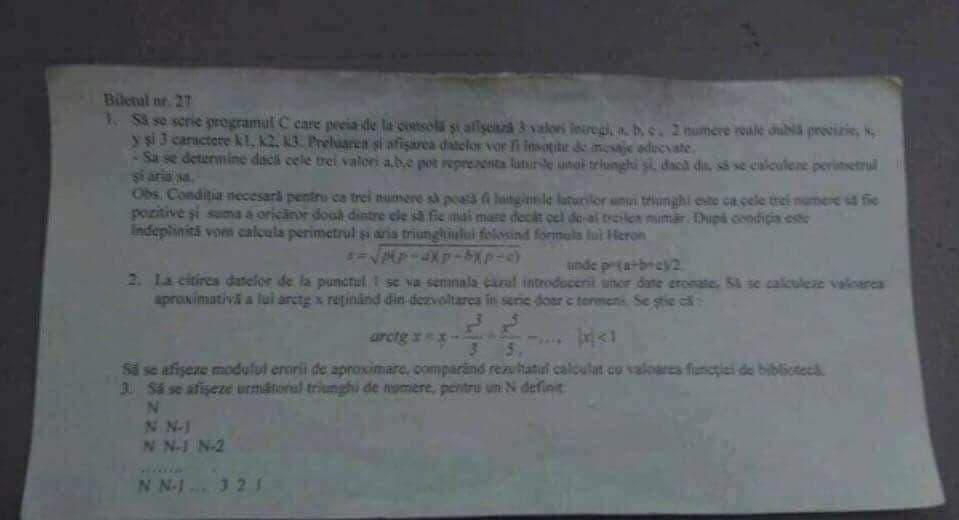 Biletul nr. 27
1. Să se scrie programul C care preia de la consolă şi afişează 3 valori întregi, a, b, c , 2 numere reale dublă precizie, x,
y şi 3 caractere k1, k2, k3. Preluarea şi afişarea datelor vor fi însoţite de mesaje adecvate.
- Sa se determine dacă cele trei valori a,b,c pot reprezenta laturile unui triunghi şi, dacă da, să se calculeze perimetrul
şi aria sa.
Obs. Condiţia necesară pentru ca trei numere să poată fi lungimile laturilor unui triunghi este ca cele trei numere să fie
pozitive şi suma a oricăror două dintre ele să fie mai mare decât cel de-al treilea număr. După condiţia este
îndeplinită vom calcula perimetrul şi aria triunghiului folosind formula lui Heron
s = √p(p − a)(p − b)(p − c) unde p=(a+b+c)/2.
2. La citirea datelor de la punctul 1 se va semnala cazul introducerii unor date eronate. Să se calculeze valoarea
aproximativă a lui arctg x reţinând din dezvoltarea în serie doar c termeni. Se ştie că :
arctg x = x − x³/3 + x⁵/5 − ..., |x| < 1
Să se afişeze modulul erorii de aproximare, comparând rezultatul calculat cu valoarea funcţiei de bibliotecă.
3. Să se afişeze următorul triunghi de numere, pentru un N definit:
N
N N-1
N N-1 N-2
........
N N-1 ... 3 2 1